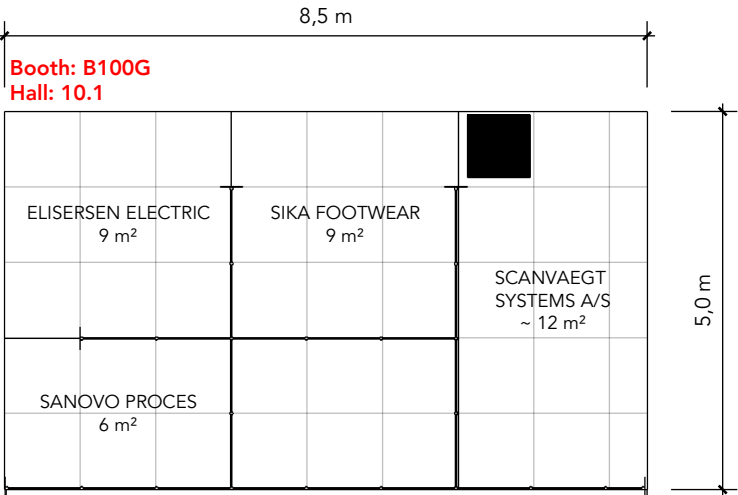 8,5 m
Booth: B100G
Hall: 10.1
ELISERSEN ELECTRIC
9 m²
SIKA FOOTWEAR
9 m²
SCANVAEGT
SYSTEMS A/S
~ 12 m²
5,0 m
SANOVO PROCES
6 m²